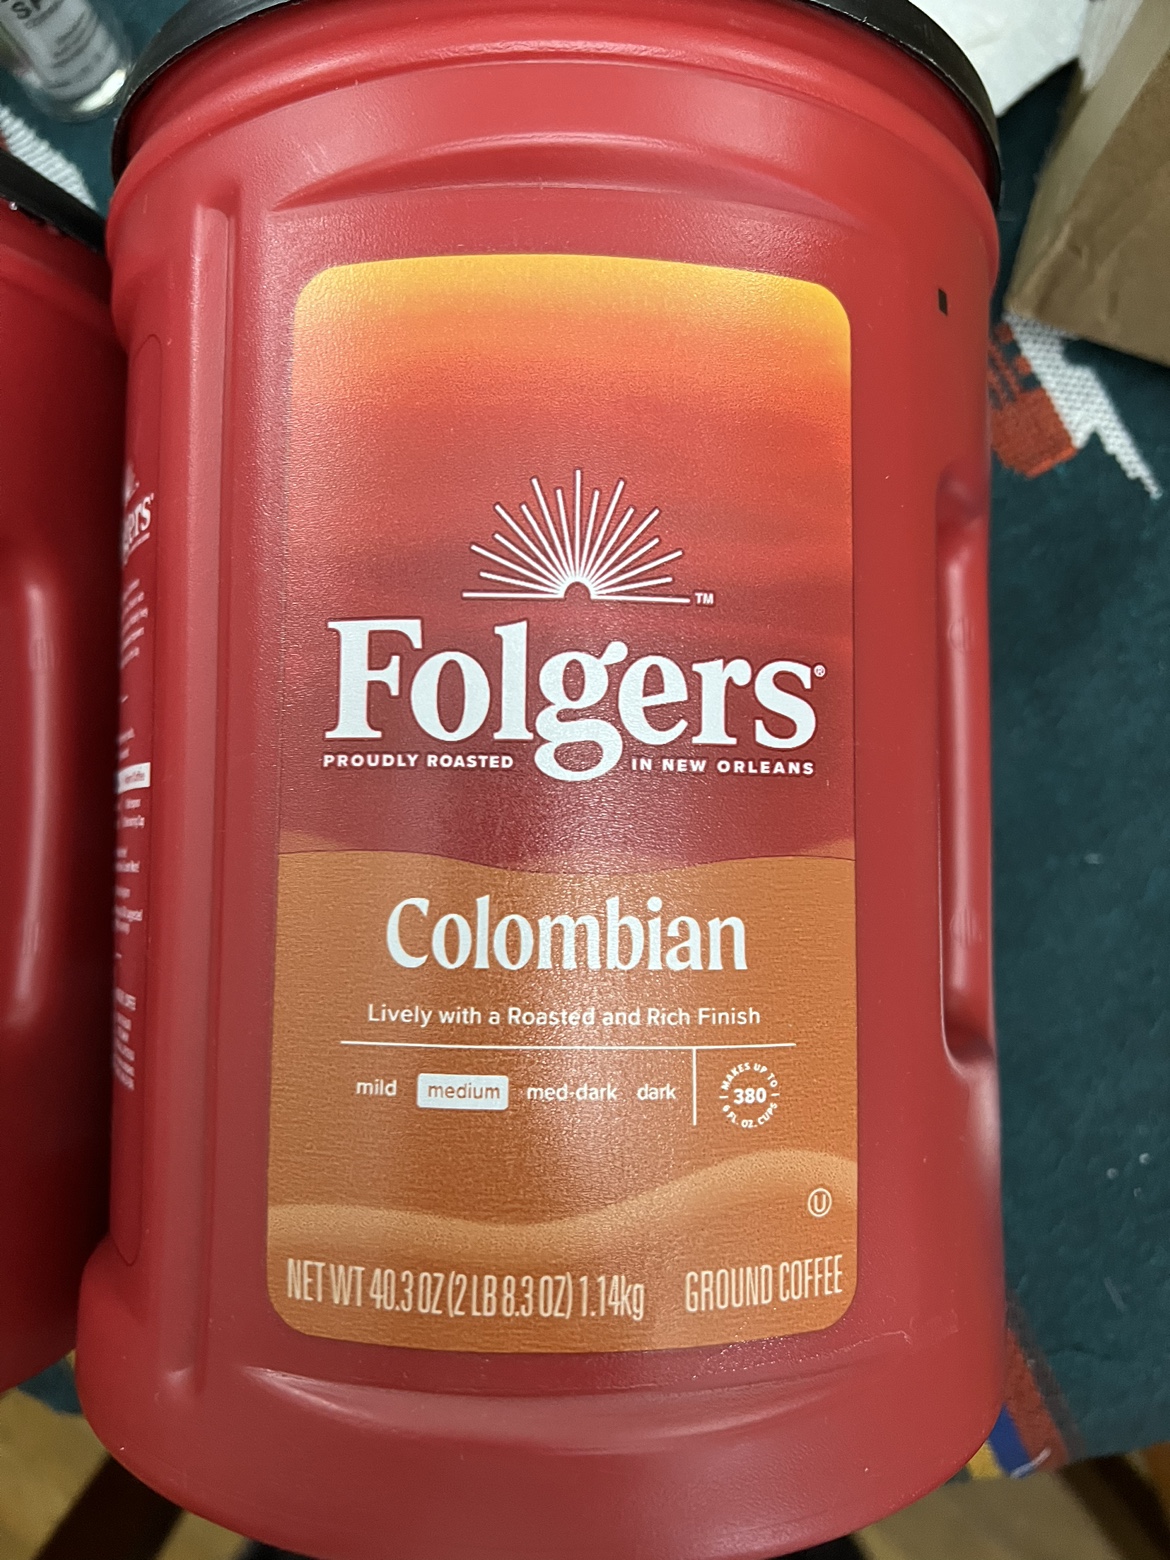 TM
Folgers®
PROUDLY ROASTED IN NEW ORLEANS
Colombian
Lively with a Roasted and Rich Finish
mild medium med-dark dark
MAKES UP TO
380
6 FL. OZ. CUPS
U
NET WT 40.3 OZ (2 LB 8.3 OZ) 1.14kg GROUND COFFEE